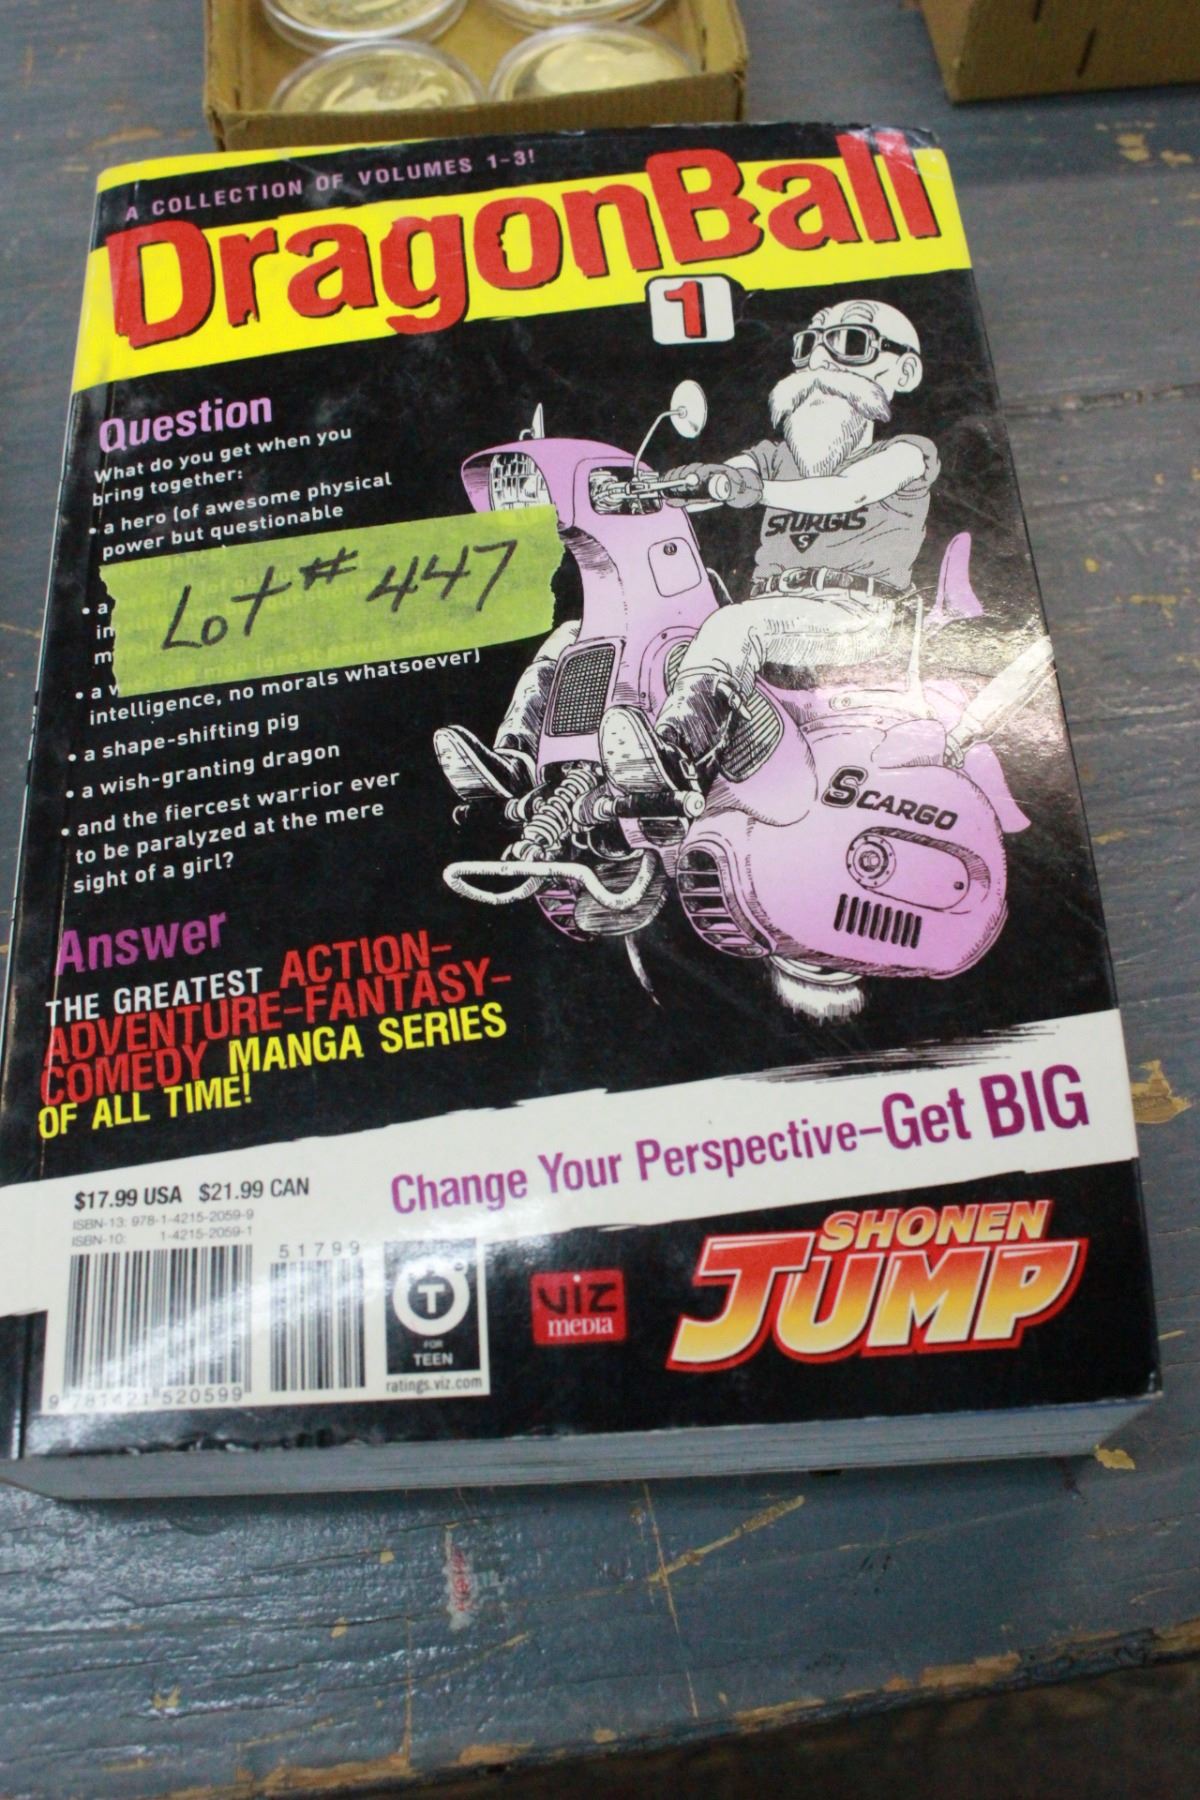 A COLLECTION OF VOLUMES 1-3!
DragonBall
1
Question
What do you get when you
bring together:
• a hero (of awesome physical
power but questionable
Lot # 447
• a
in
m
• a w
whatsoever)
intelligence, no morals
• a shape-shifting pig
• a wish-granting dragon
• and the fiercest warrior ever
to be paralyzed at the mere
sight of a girl?
STURGIS
S
SCARGO
Answer
THE GREATEST ACTION-
ADVENTURE-FANTASY-
COMEDY MANGA SERIES
OF ALL TIME!
Change Your Perspective–Get BIG
$17.99 USA $21.99 CAN
ISBN-13: 978-1-4215-2059-9
ISBN-10: 1-4215-2059-1
51799
9 781421 520599
T
FOR
TEEN
ratings.viz.com
VIZ
media
SHONEN
JUMP